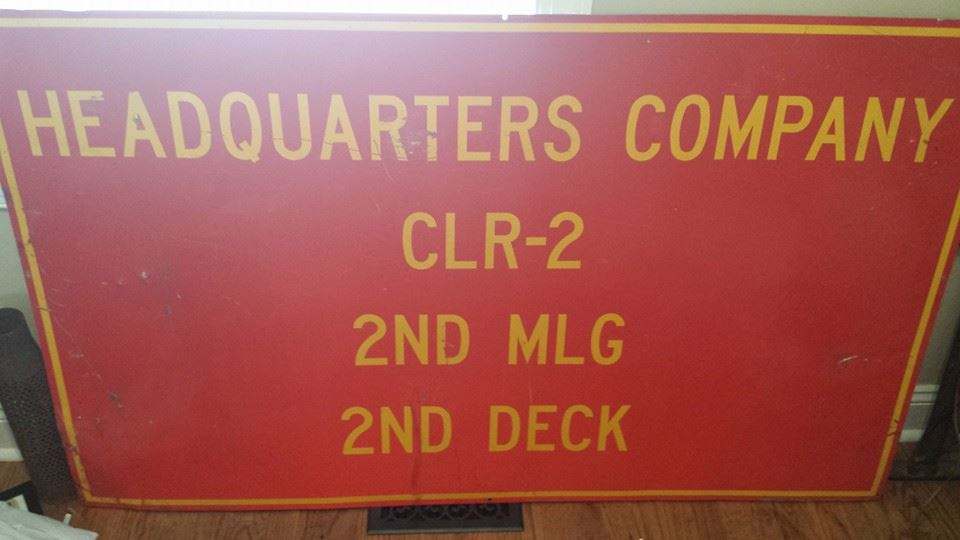 HEADQUARTERS COMPANY
CLR-2
2ND MLG
2ND DECK